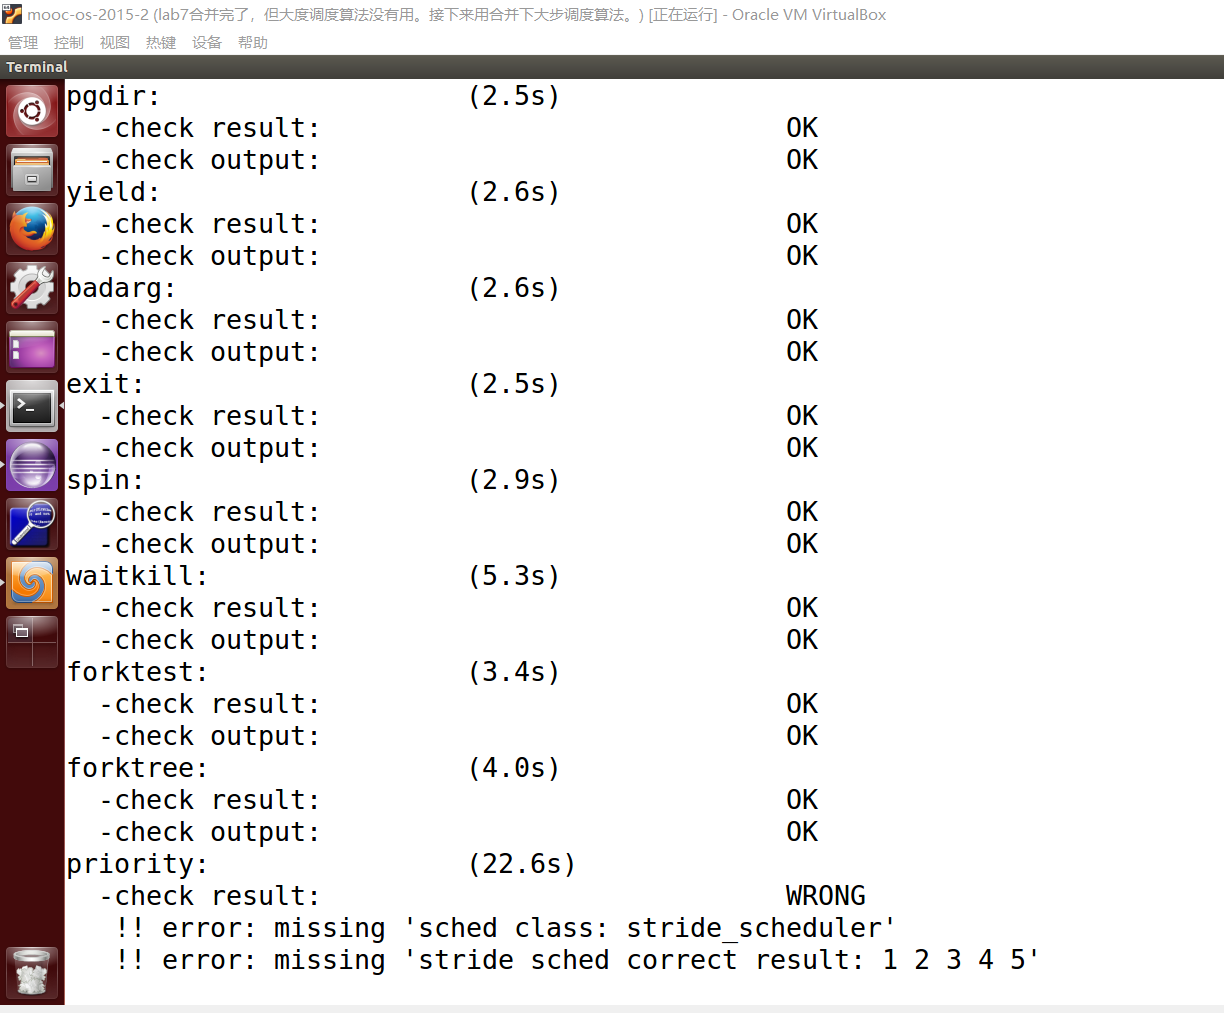 mooc-os-2015-2 (lab7合并完了，但大度调度算法没有用。接下来用合并下大步调度算法。) [正在运行] - Oracle VM VirtualBox
管理 控制 视图 热键 设备 帮助
Terminal
pgdir: (2.5s)
-check result: OK
-check output: OK
yield: (2.6s)
-check result: OK
-check output: OK
badarg: (2.6s)
-check result: OK
-check output: OK
exit: (2.5s)
-check result: OK
-check output: OK
spin: (2.9s)
-check result: OK
-check output: OK
waitkill: (5.3s)
-check result: OK
-check output: OK
forktest: (3.4s)
-check result: OK
-check output: OK
forktree: (4.0s)
-check result: OK
-check output: OK
priority: (22.6s)
-check result: WRONG
!! error: missing 'sched class: stride_scheduler'
!! error: missing 'stride sched correct result: 1 2 3 4 5'